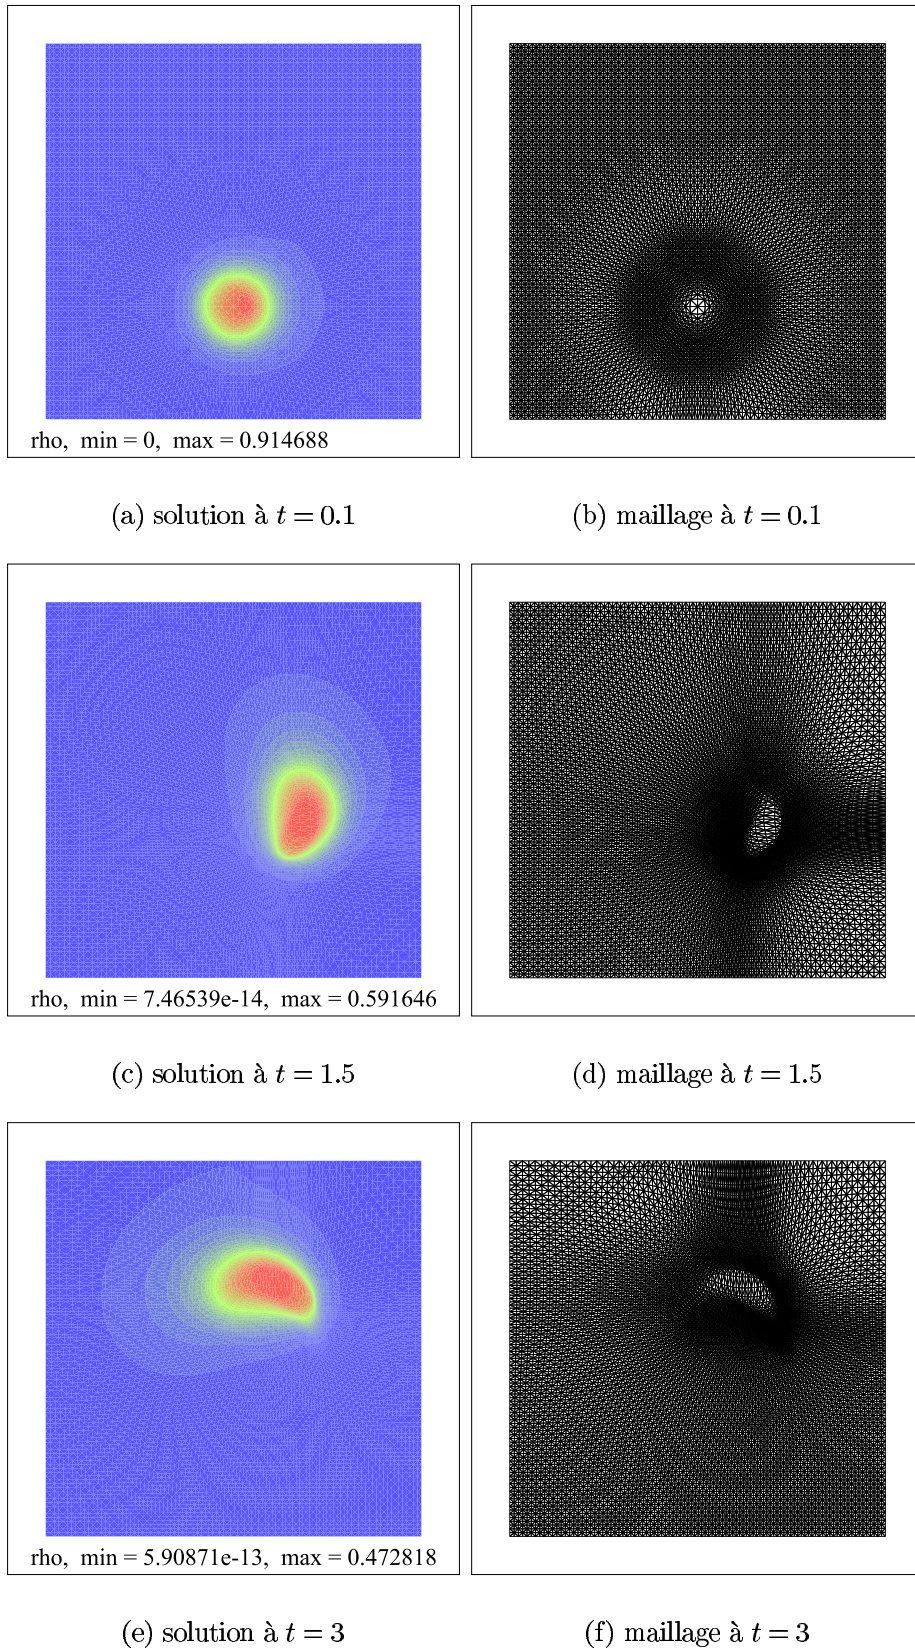 rho, min = 0, max = 0.914688
(a) solution à t = 0.1
(b) maillage à t = 0.1
rho, min = 7.46539e-14, max = 0.591646
(c) solution à t = 1.5
(d) maillage à t = 1.5
rho, min = 5.90871e-13, max = 0.472818
(e) solution à t = 3
(f) maillage à t = 3